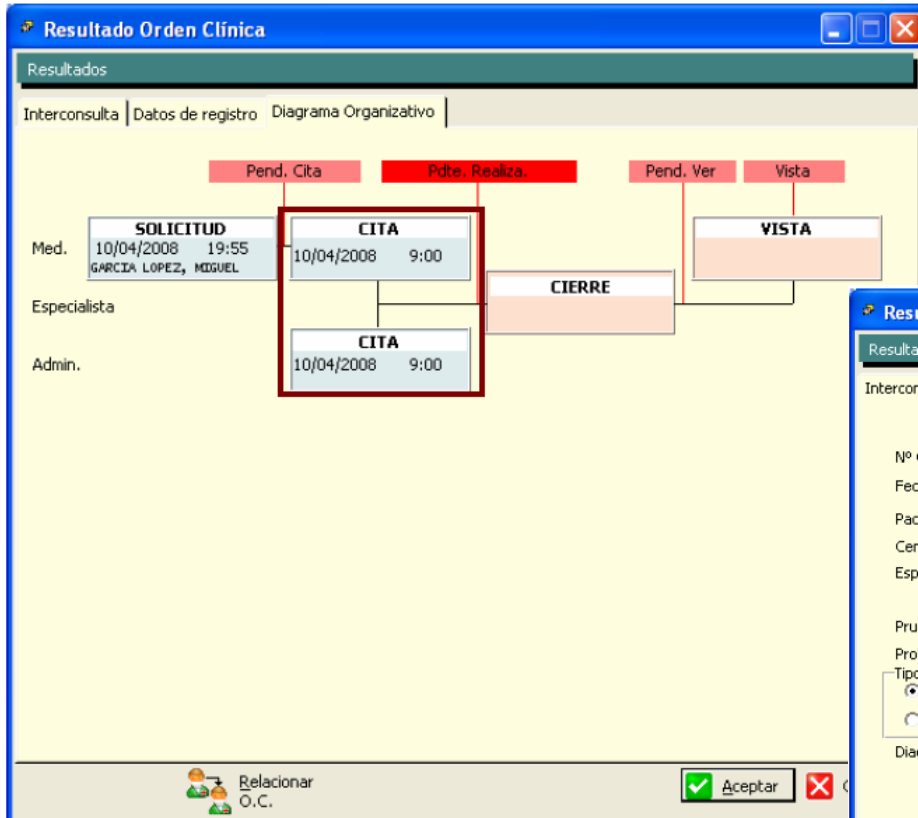 Resultado Orden Clínica
Resultados
Interconsulta Datos de registro Diagrama Organizativo
Pend. Cita Pdte. Realiza. Pend. Ver Vista
Med.
SOLICITUD
10/04/2008 19:55
GARCIA LOPEZ, MIGUEL
CITA
10/04/2008 9:00
VISTA
Especialista
CIERRE
Admin.
CITA
10/04/2008 9:00
Relacionar
O.C.
Aceptar
Resu
Resulta
Intercon
Nº
Fec
Pac
Cen
Esp
Pru
Pro
Tipo
Diag